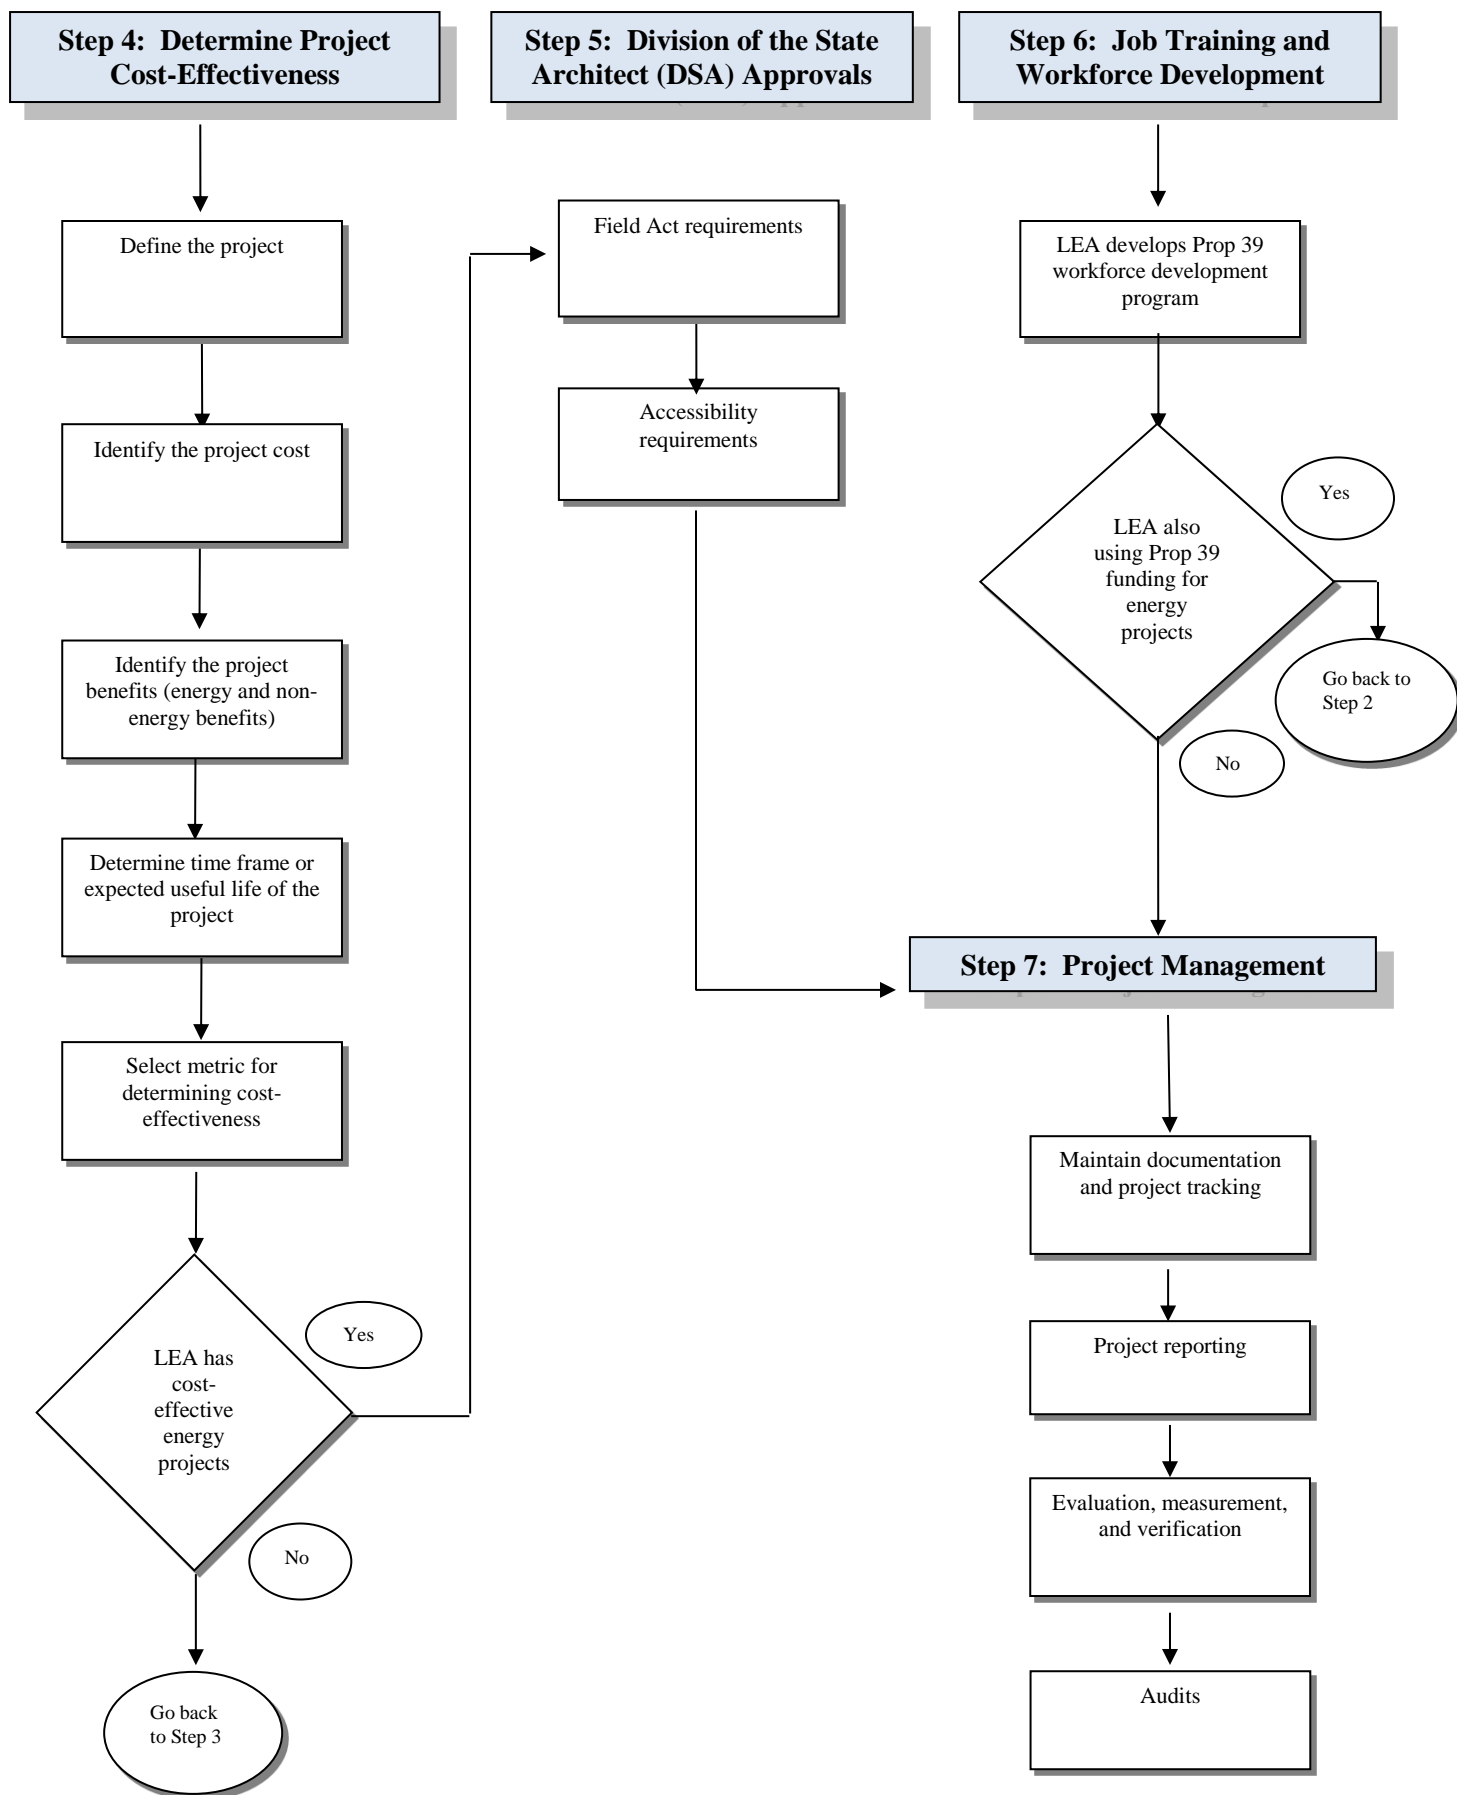 Step 4:  Determine Project
Cost-Effectiveness
Define the project
Identify the project cost
Identify the project
benefits (energy and non-
energy benefits)
Determine time frame or
expected useful life of the
project
Select metric for
determining cost-
effectiveness
LEA has
cost-
effective
energy
projects
Yes
No
Go back
to Step 3
Step 5:  Division of the State
Architect (DSA) Approvals
Field Act requirements
Accessibility
requirements
Step 6:  Job Training and
Workforce Development
LEA develops Prop 39
workforce development
program
LEA also
using Prop 39
funding for
energy
projects
Yes
Go back to
Step 2
No
Step 7:  Project Management
Maintain documentation
and project tracking
Project reporting
Evaluation, measurement,
and verification
Audits